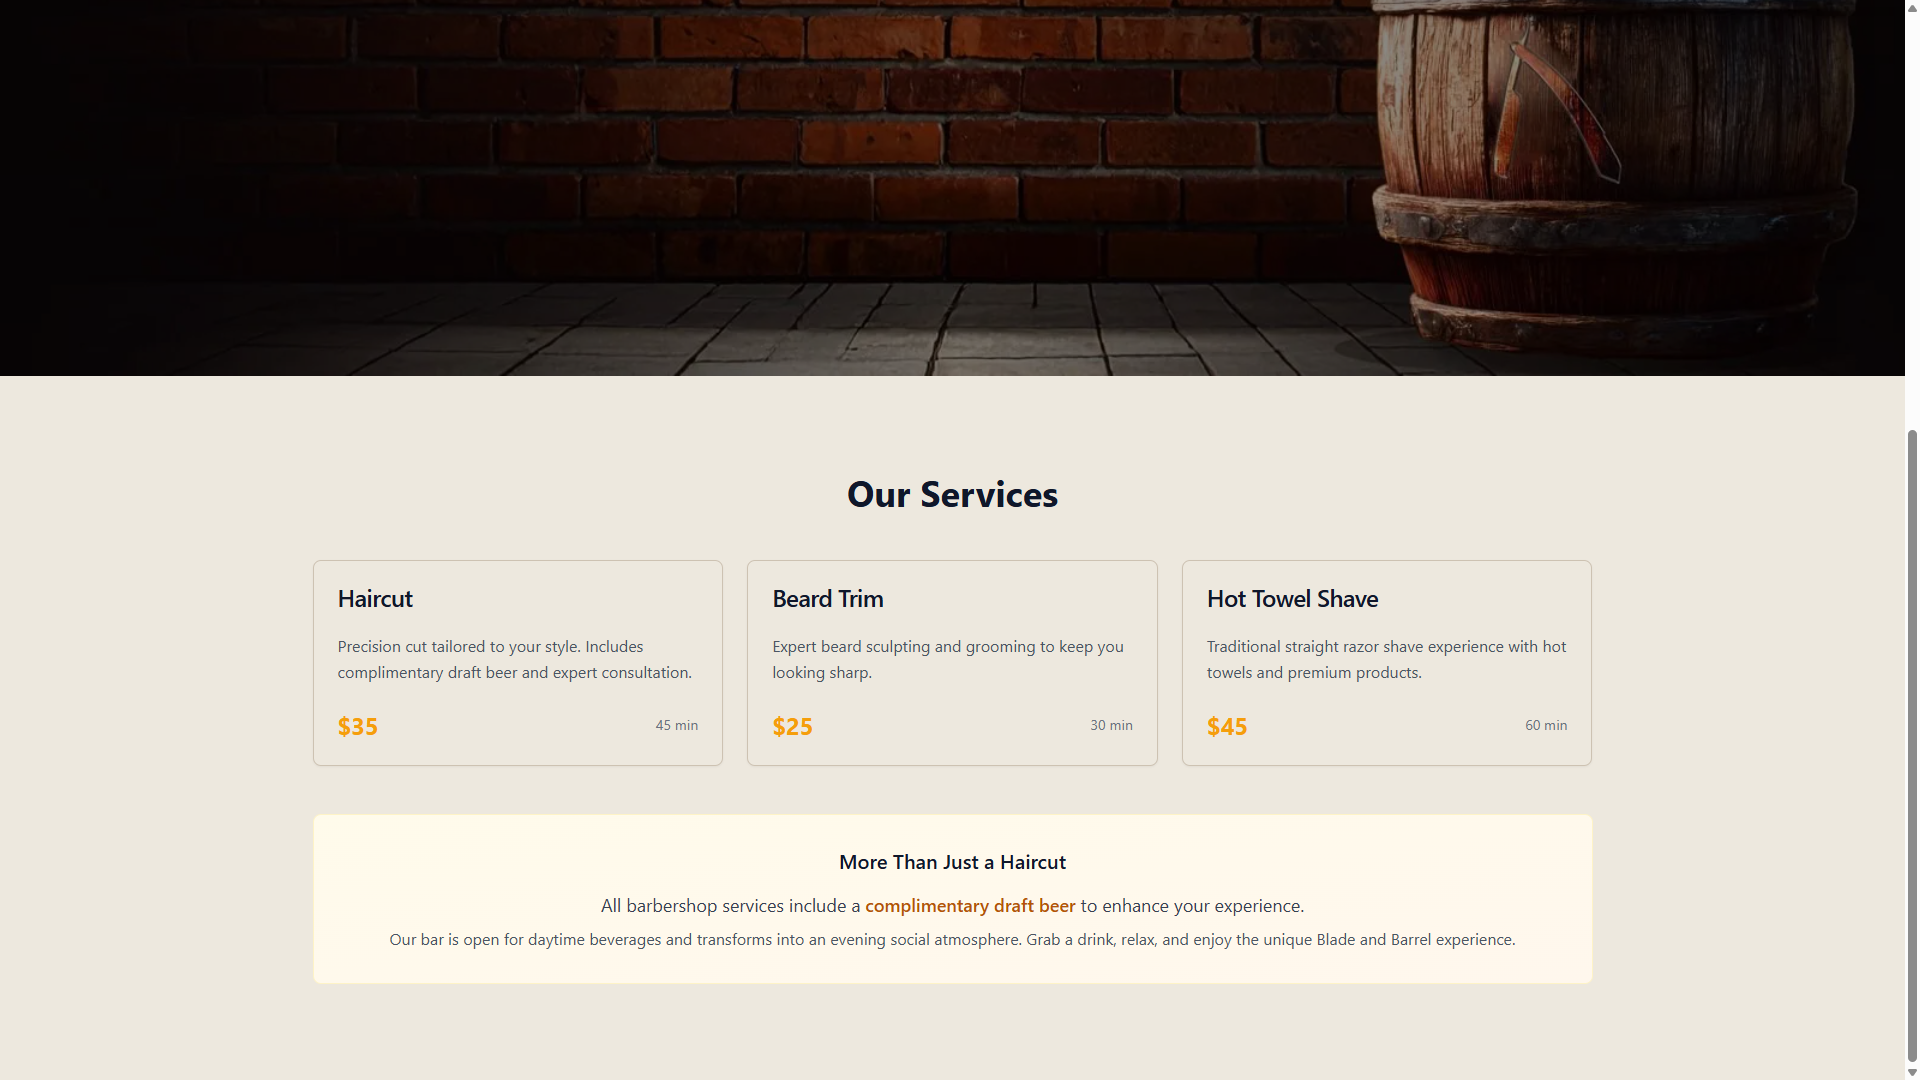 Our Services
Haircut
Precision cut tailored to your style. Includes
complimentary draft beer and expert consultation.
$35
45 min
Beard Trim
Expert beard sculpting and grooming to keep you
looking sharp.
$25
30 min
Hot Towel Shave
Traditional straight razor shave experience with hot
towels and premium products.
$45
60 min
More Than Just a Haircut
All barbershop services include a complimentary draft beer to enhance your experience.
Our bar is open for daytime beverages and transforms into an evening social atmosphere. Grab a drink, relax, and enjoy the unique Blade and Barrel experience.